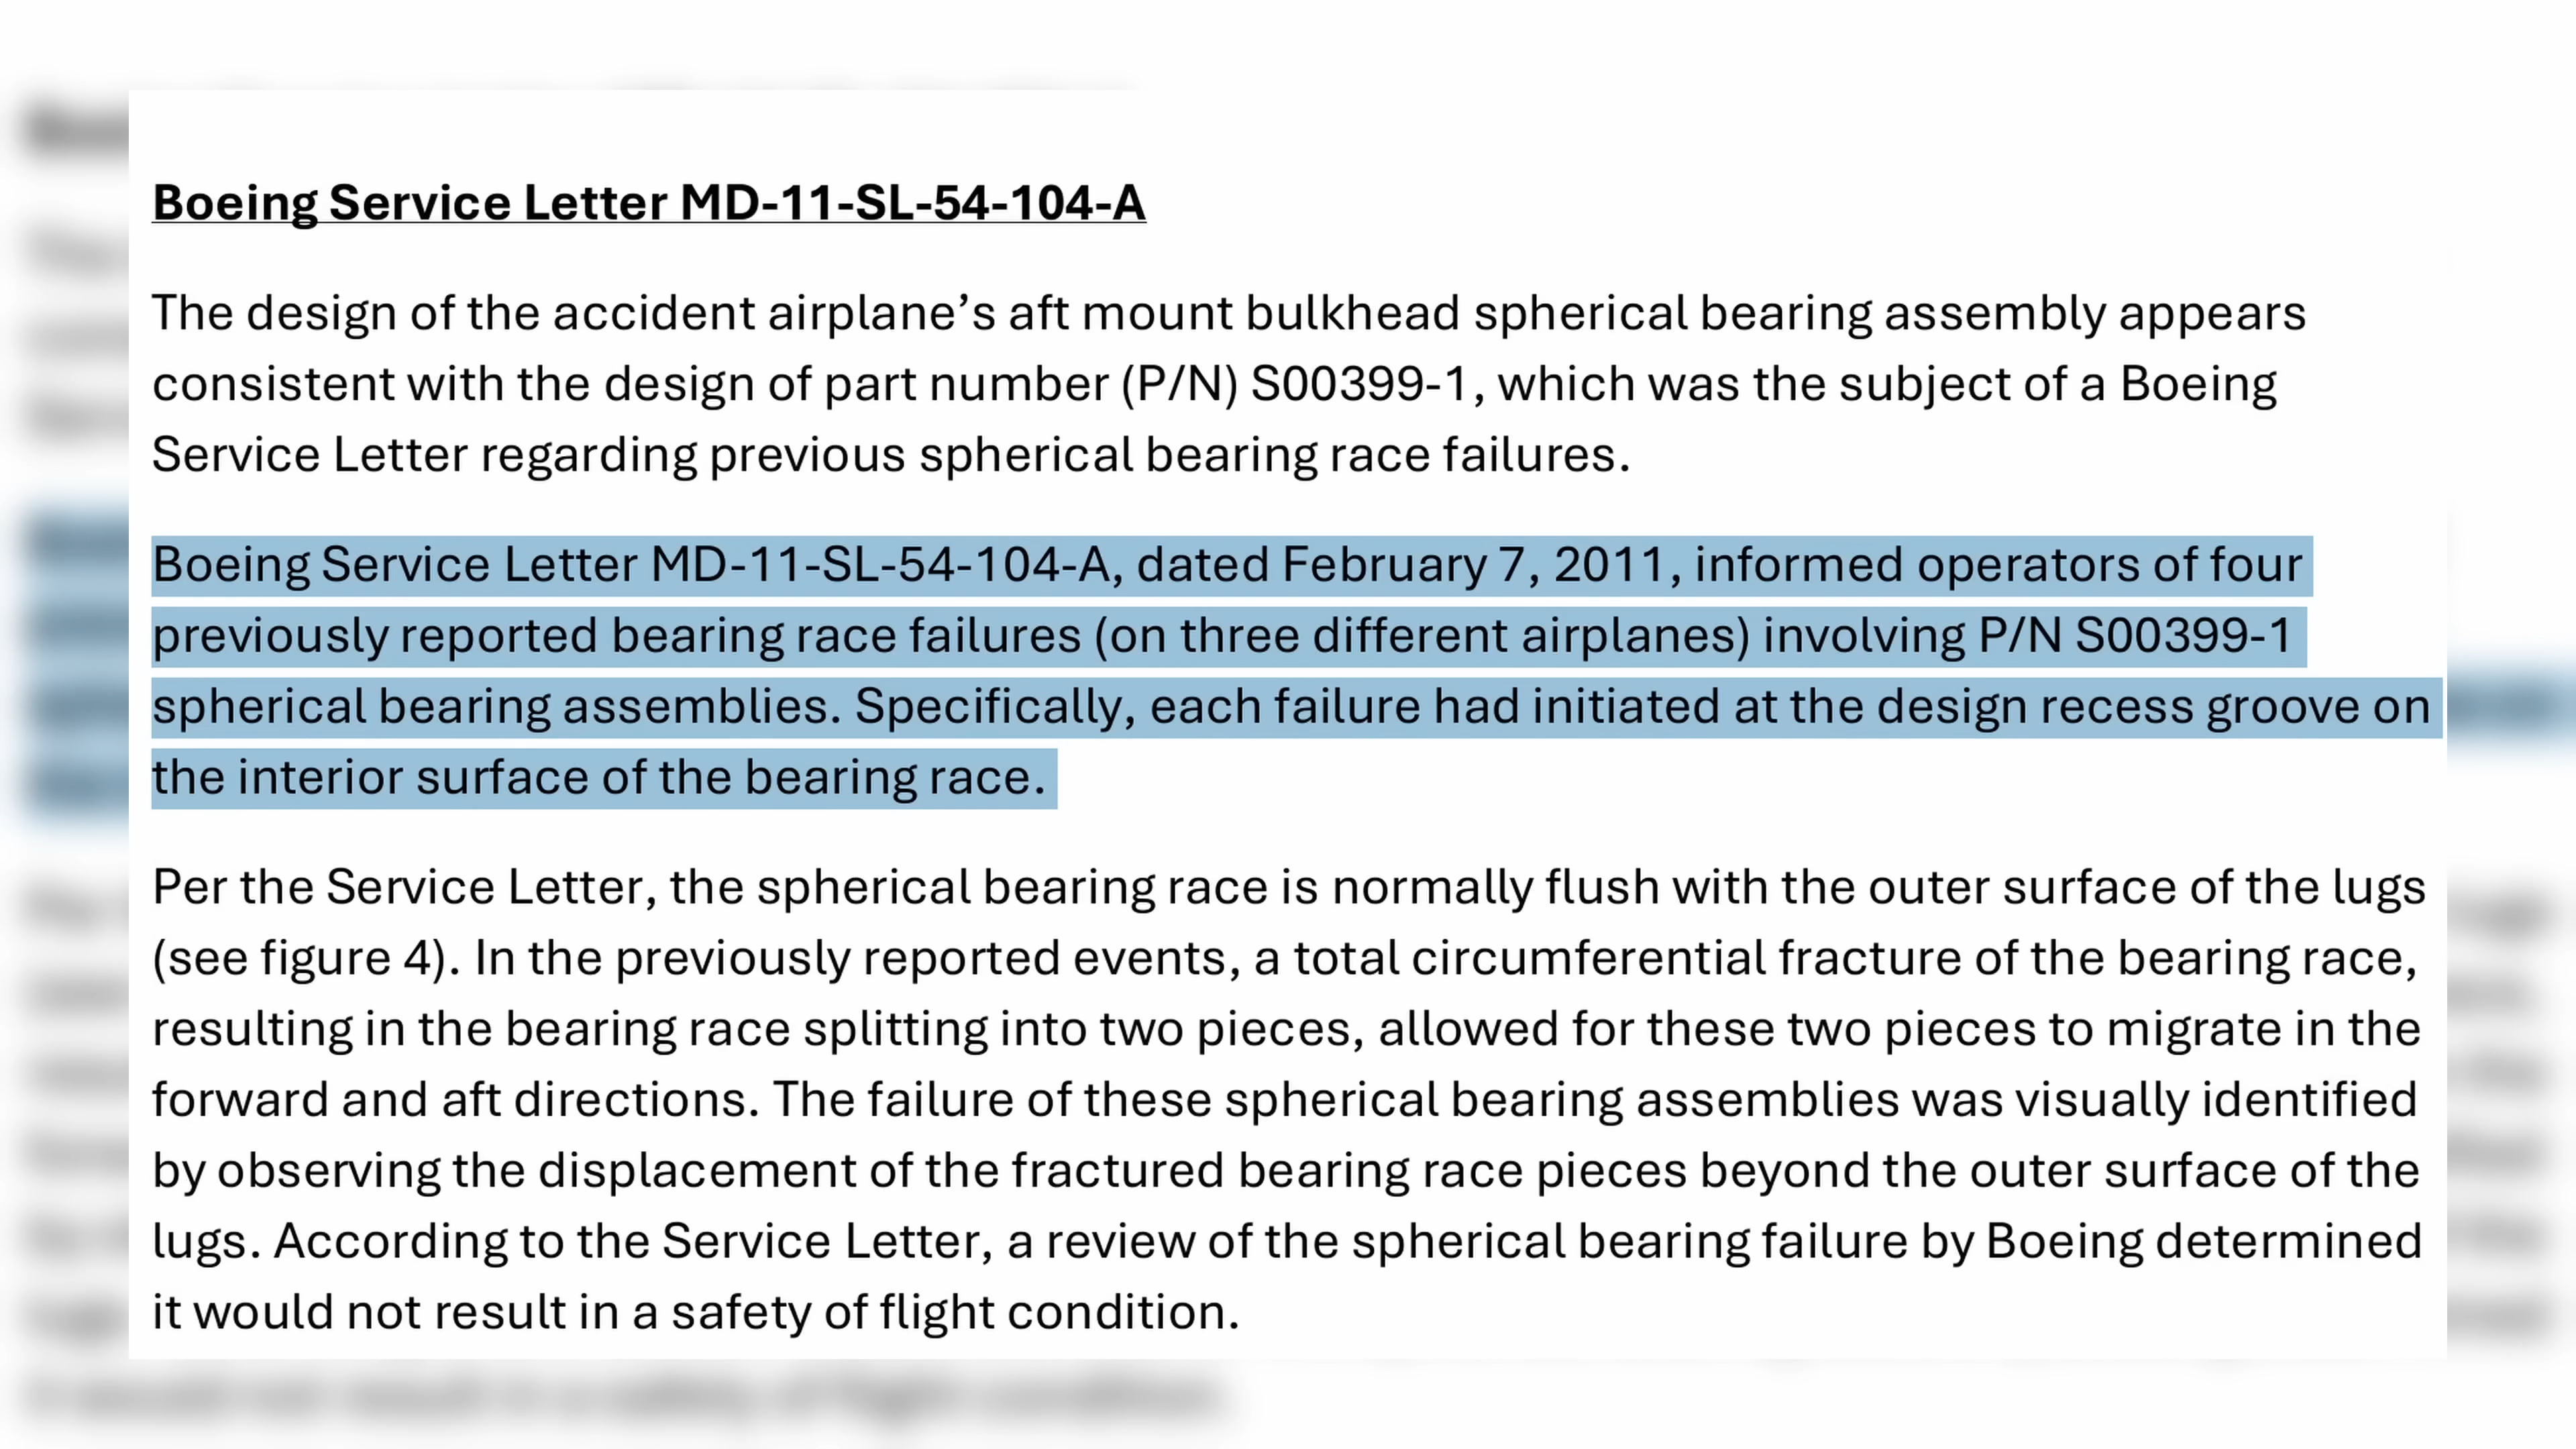 Boeing Service Letter MD-11-SL-54-104-A
The design of the accident airplane’s aft mount bulkhead spherical bearing assembly appears
consistent with the design of part number (P/N) S00399-1, which was the subject of a Boeing
Service Letter regarding previous spherical bearing race failures.
Boeing Service Letter MD-11-SL-54-104-A, dated February 7, 2011, informed operators of four
previously reported bearing race failures (on three different airplanes) involving P/N S00399-1
spherical bearing assemblies. Specifically, each failure had initiated at the design recess groove on
the interior surface of the bearing race.
Per the Service Letter, the spherical bearing race is normally flush with the outer surface of the lugs
(see figure 4). In the previously reported events, a total circumferential fracture of the bearing race,
resulting in the bearing race splitting into two pieces, allowed for these two pieces to migrate in the
forward and aft directions. The failure of these spherical bearing assemblies was visually identified
by observing the displacement of the fractured bearing race pieces beyond the outer surface of the
lugs. According to the Service Letter, a review of the spherical bearing failure by Boeing determined
it would not result in a safety of flight condition.